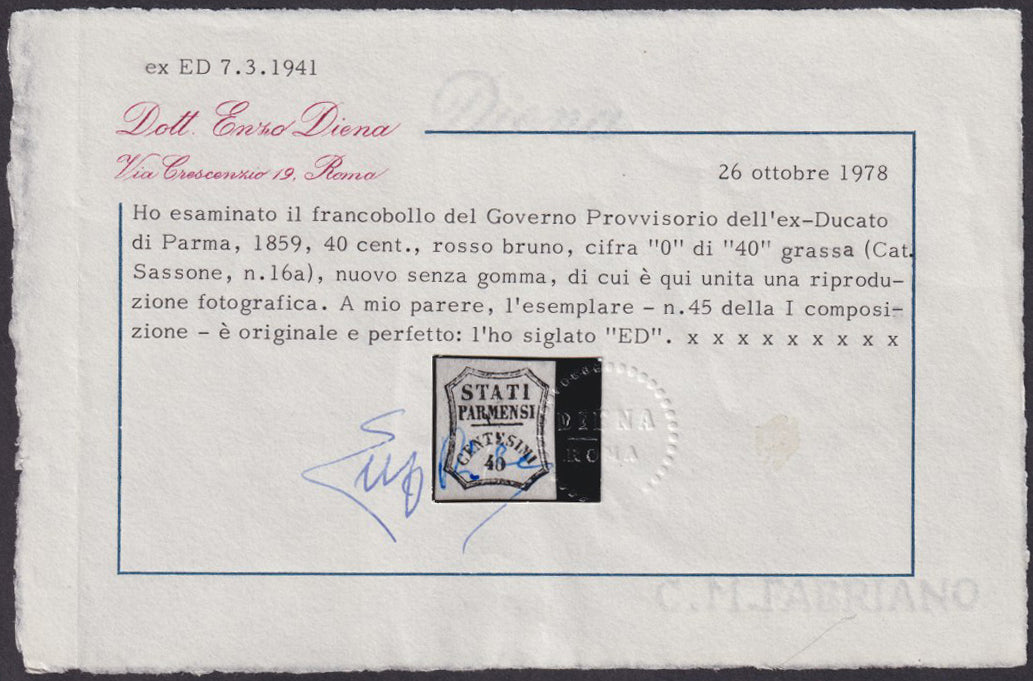 ex ED 7.3.1941
Dott. Enzo Diena
Via Crescenzio 19, Roma
26 ottobre 1978
Ho esaminato il francobollo del Governo Provvisorio dell'ex-Ducato
di Parma, 1859, 40 cent., rosso bruno, cifra "0" di "40" grassa (Cat.
Sassone, n.16a), nuovo senza gomma, di cui è qui unita una riprodu-
zione fotografica. A mio parere, l'esemplare - n.45 della I composi-
zione - è originale e perfetto: l'ho siglato "ED". x x x x x x x x x
STATI
PARMENSI
CENTESIMI
40
DIENA
ROMA
Diena